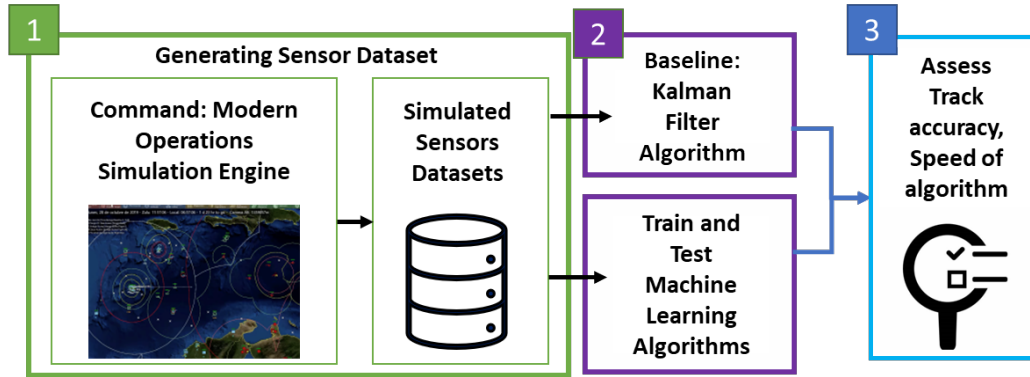 1
Generating Sensor Dataset
Command: Modern
Operations
Simulation Engine
Simulated
Sensors
Datasets
2
Baseline:
Kalman
Filter
Algorithm
Train and
Test
Machine
Learning
Algorithms
3
Assess
Track
accuracy,
Speed of
algorithm